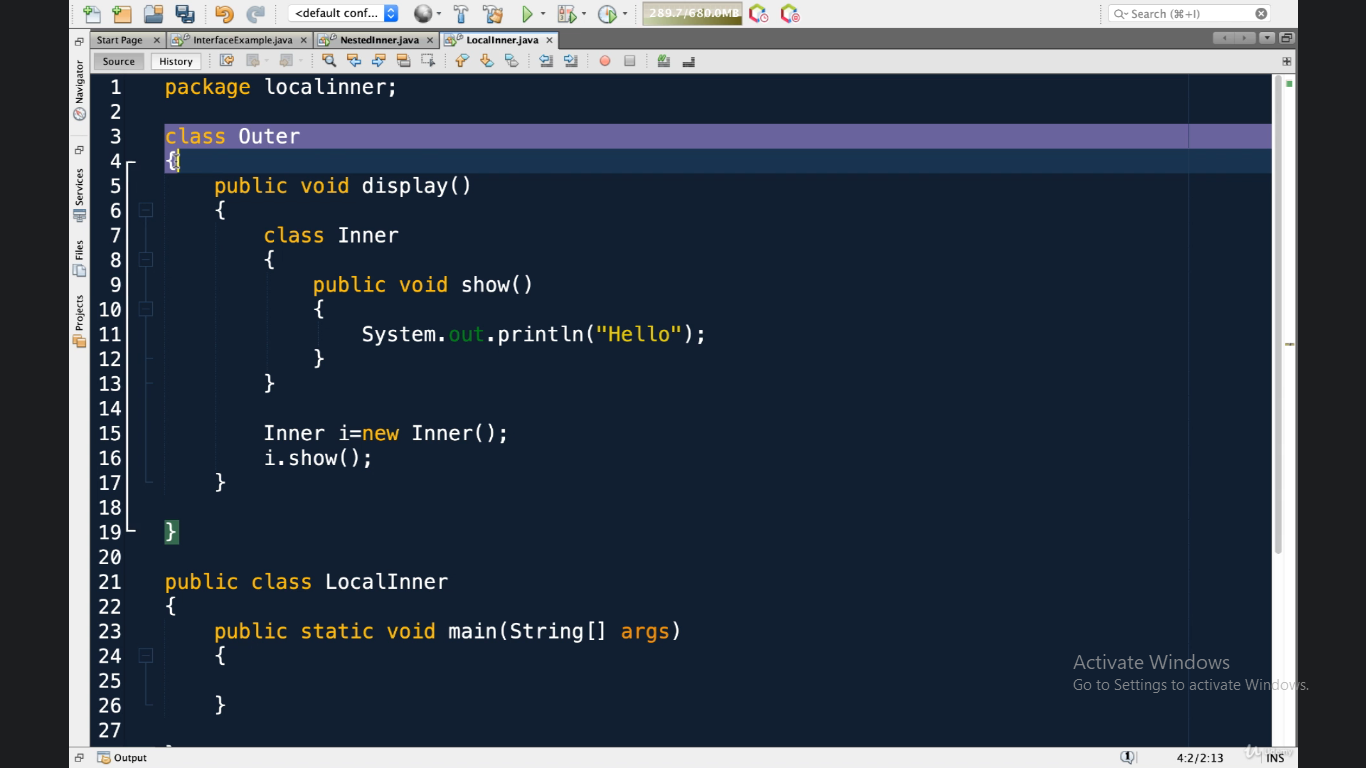 <default conf...
289.7/680.0MB
Search (⌘+I)
Start Page
InterfaceExample.java
NestedInner.java
LocalInner.java
Source
History
Navigator
Services
Files
Projects
1 package localinner;
2
3 class Outer
4 {
5 public void display()
6 {
7 class Inner
8 {
9 public void show()
10 {
11 System.out.println("Hello");
12 }
13 }
14
15 Inner i=new Inner();
16 i.show();
17 }
18
19 }
20
21 public class LocalInner
22 {
23 public static void main(String[] args)
24 {
25
26 }
27
Activate Windows
Go to Settings to activate Windows.
Output
4:2/2:13
INS